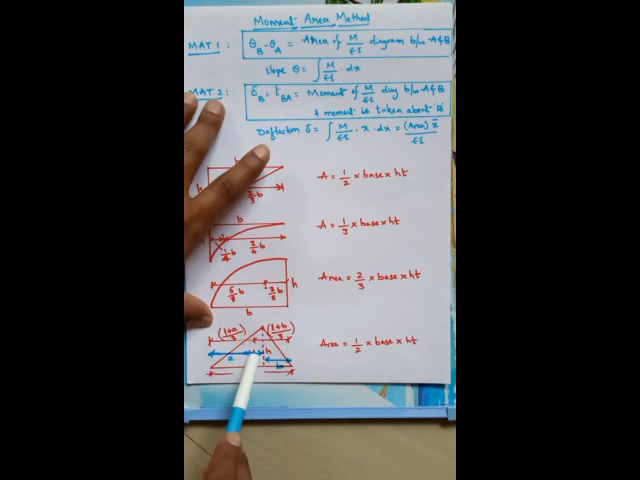 Moment Area Method
MAT 1 : θB - θA = Area of M/EI diagram b/w A&B
slope θ = ∫ M/EI . dx
MAT 2 : δB = tBA = Moment of M/EI diag b/w A&B
& moment is taken about 'B'
Deflection δ = ∫ M/EI . x . dx = (Area) x̄/EI
b
h
2/3 b
A = 1/2 x base x ht
b
A = 1/3 x base x ht
1/4 b 3/4 b
h
5/8 b 3/8 b
Area = 2/3 x base x ht
b
(l+a/3) (l+b/3)
h
Area = 1/2 x base x ht
a b